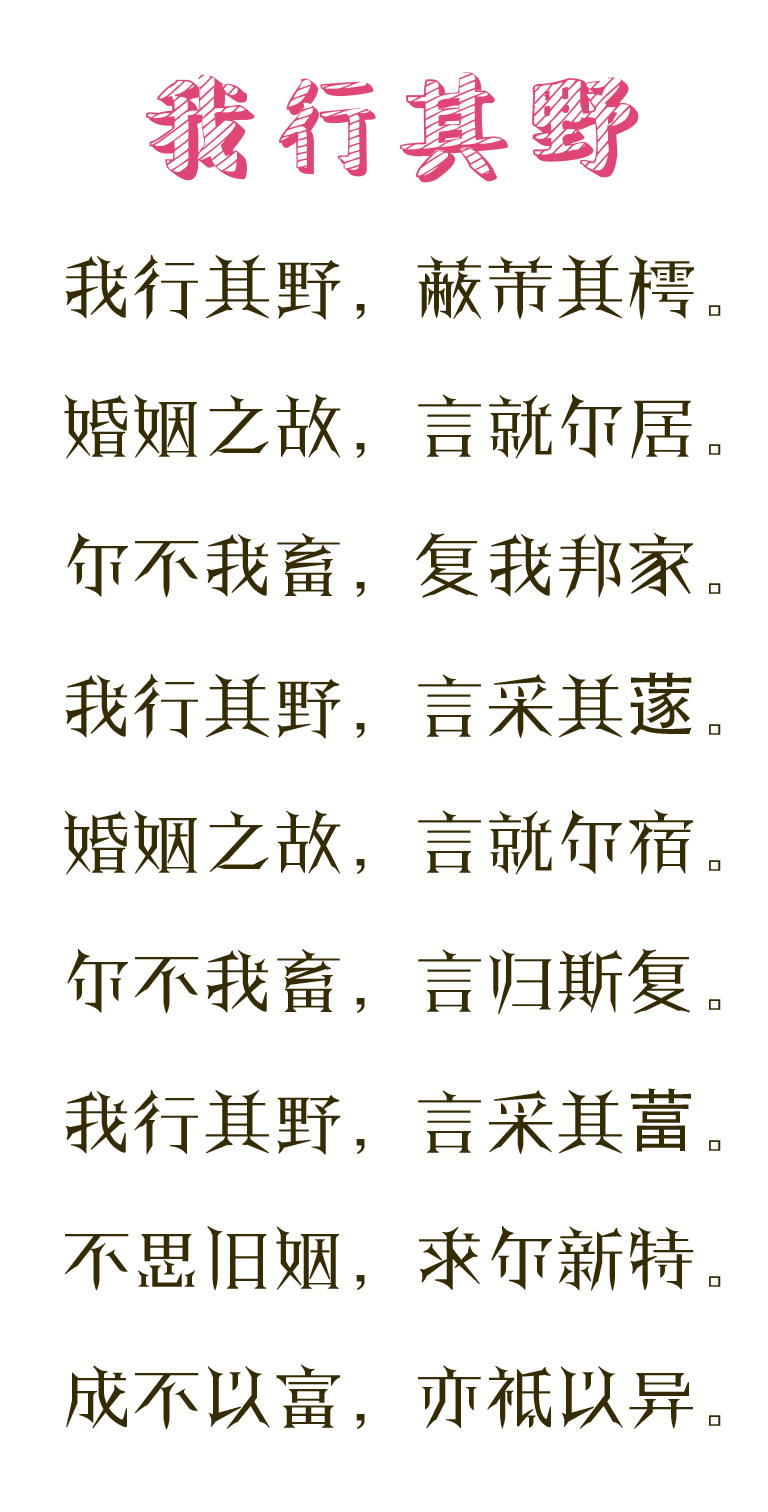 我行其野
我行其野，蔽芾其樗。
婚姻之故，言就尔居。
尔不我畜，复我邦家。
我行其野，言采其蓫。
婚姻之故，言就尔宿。
尔不我畜，言归斯复。
我行其野，言采其葍。
不思旧姻，求尔新特。
成不以富，亦祗以异。